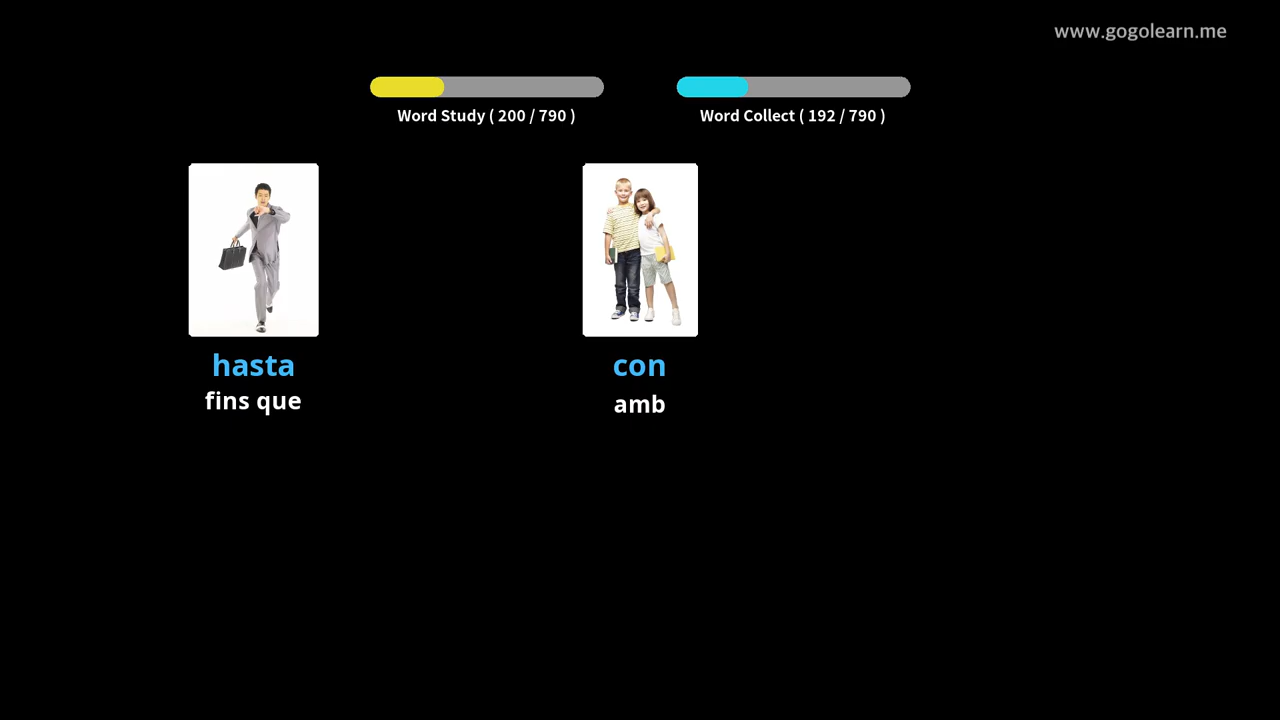 www.gogolearn.me
Word Study ( 200 / 790 )
Word Collect ( 192 / 790 )
hasta
fins que
con
amb